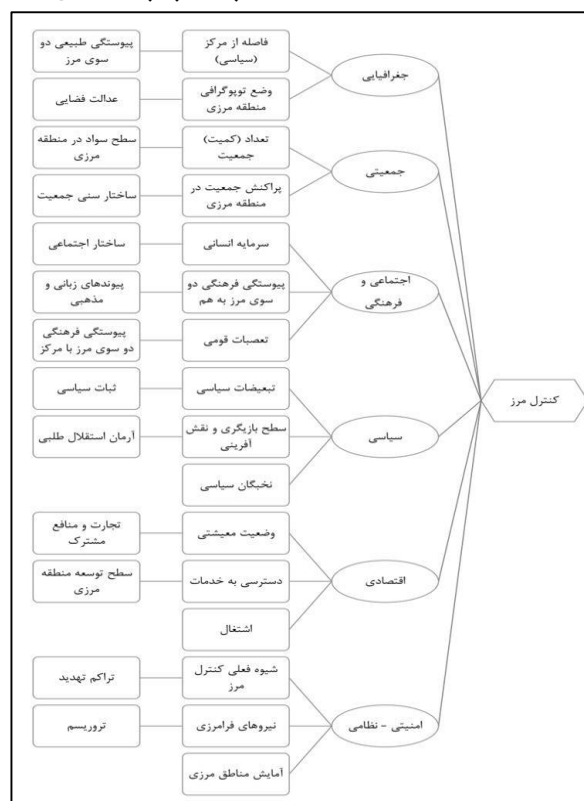 کنترل مرز
جغرافیایی
فاصله از مرکز
(سیاسی)
پیوستگی طبیعی دو
سوی مرز
وضع توپوگرافی
منطقه مرزی
عدالت فضایی
جمعیتی
تعداد (کمیت)
جمعیت
سطح سواد در منطقه
مرزی
پراکنش جمعیت در
منطقه مرزی
ساختار سنی جمعیت
اجتماعی و
فرهنگی
سرمایه انسانی
ساختار اجتماعی
پیوستگی فرهنگی دو
سوی مرز به هم
پیوندهای زبانی و
مذهبی
تعصبات قومی
پیوستگی فرهنگی
دو سوی مرز با مرکز
سیاسی
تبعیضات سیاسی
ثبات سیاسی
سطح بازیگری و نقش
آفرینی
آرمان استقلال طلبی
نخبگان سیاسی
اقتصادی
وضعیت معیشتی
تجارت و منافع
مشترک
دسترسی به خدمات
سطح توسعه منطقه
مرزی
اشتغال
امنیتی - نظامی
شیوه فعلی کنترل
مرز
تراکم تهدید
نیروهای فرامرزی
تروریسم
آمایش مناطق مرزی